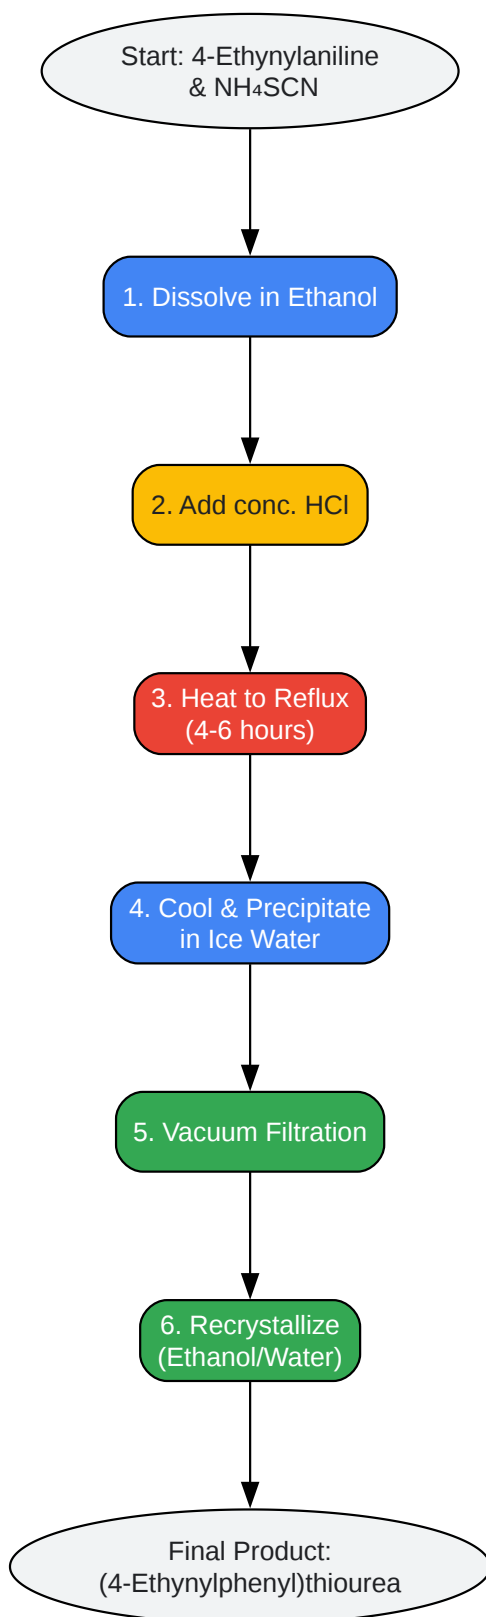 Start: 4-Ethynylaniline
& NH₄SCN
1. Dissolve in Ethanol
2. Add conc. HCl
3. Heat to Reflux
(4-6 hours)
4. Cool & Precipitate
in Ice Water
5. Vacuum Filtration
6. Recrystallize
(Ethanol/Water)
Final Product:
(4-Ethynylphenyl)thiourea